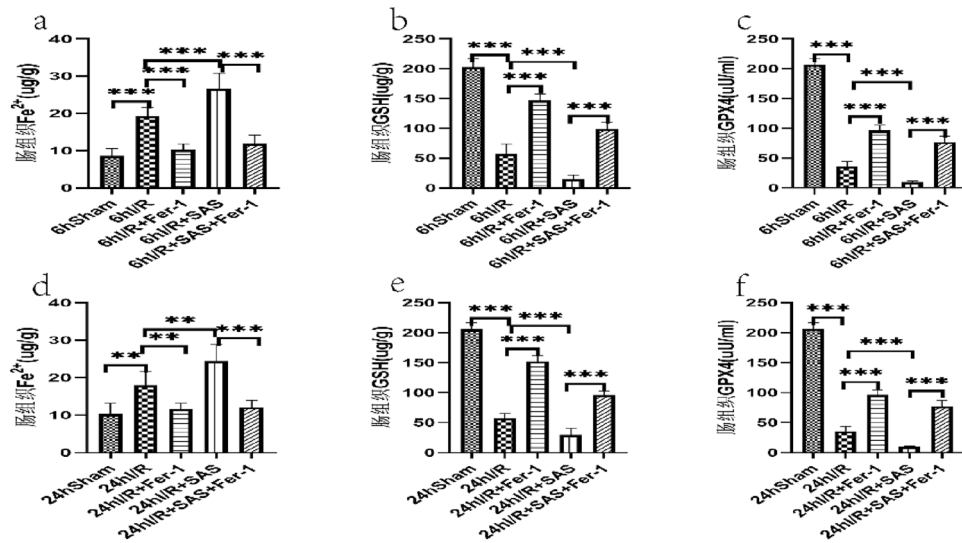 a
肠组织Fe²⁺(ug/g)
40
30
20
10
0
***
***
***
***
6hSham
6hI/R
6hI/R+Fer-1
6hI/R+SAS
6hI/R+SAS+Fer-1
b
肠组织GSH(ug/g)
250
200
150
100
50
0
***
***
***
***
6hSham
6hI/R
6hI/R+Fer-1
6hI/R+SAS
6hI/R+SAS+Fer-1
c
肠组织GPX4(uU/ml)
250
200
150
100
50
0
***
***
***
***
6hSham
6hI/R
6hI/R+Fer-1
6hI/R+SAS
6hI/R+SAS+Fer-1
d
肠组织Fe²⁺(ug/g)
40
30
20
10
0
**
**
**
***
24hSham
24hI/R
24hI/R+Fer-1
24hI/R+SAS
24hI/R+SAS+Fer-1
e
肠组织GSH(ug/g)
250
200
150
100
50
0
***
***
***
***
24hSham
24hI/R
24hI/R+Fer-1
24hI/R+SAS
24hI/R+SAS+Fer-1
f
肠组织GPX4(uU/ml)
250
200
150
100
50
0
***
***
***
***
24hSham
24hI/R
24hI/R+Fer-1
24hI/R+SAS
24hI/R+SAS+Fer-1